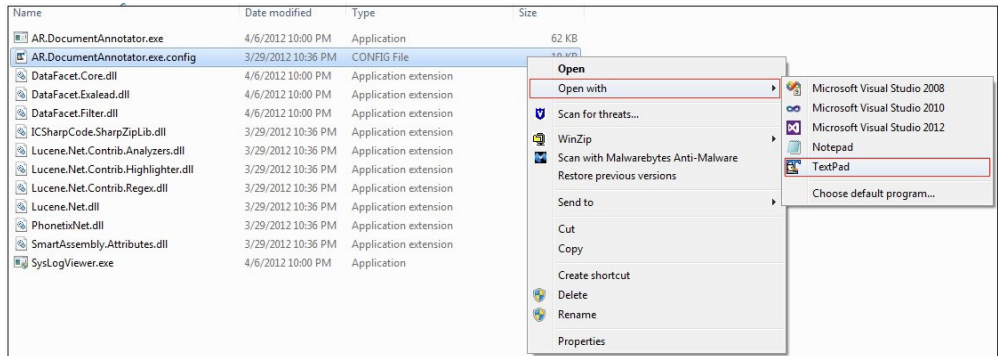 Name Date modified Type Size
AR.DocumentAnnotator.exe 4/6/2012 10:00 PM Application 62 KB
AR.DocumentAnnotator.exe.config 3/29/2012 10:36 PM CONFIG File
DataFacet.Core.dll 4/6/2012 10:00 PM Application extension
DataFacet.Exalead.dll 4/6/2012 10:00 PM Application extension
DataFacet.Filter.dll 4/6/2012 10:00 PM Application extension
ICSharpCode.SharpZipLib.dll 3/29/2012 10:36 PM Application extension
Lucene.Net.Contrib.Analyzers.dll 3/29/2012 10:36 PM Application extension
Lucene.Net.Contrib.Highlighter.dll 3/29/2012 10:36 PM Application extension
Lucene.Net.Contrib.Regex.dll 3/29/2012 10:36 PM Application extension
Lucene.Net.dll 3/29/2012 10:36 PM Application extension
PhonetixNet.dll 3/29/2012 10:36 PM Application extension
SmartAssembly.Attributes.dll 3/29/2012 10:36 PM Application extension
SysLogViewer.exe 4/6/2012 10:00 PM Application
Open
Open with
Scan for threats...
WinZip
Scan with Malwarebytes Anti-Malware
Restore previous versions
Send to
Cut
Copy
Create shortcut
Delete
Rename
Properties
Microsoft Visual Studio 2008
Microsoft Visual Studio 2010
Microsoft Visual Studio 2012
Notepad
TextPad
Choose default program...